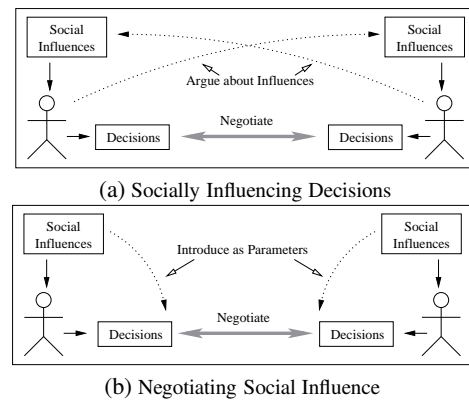 Social
Influences
Social
Influences
Argue about Influences
Negotiate
Decisions
Decisions
(a) Socially Influencing Decisions
Social
Influences
Social
Influences
Introduce as Parameters
Negotiate
Decisions
Decisions
(b) Negotiating Social Influence